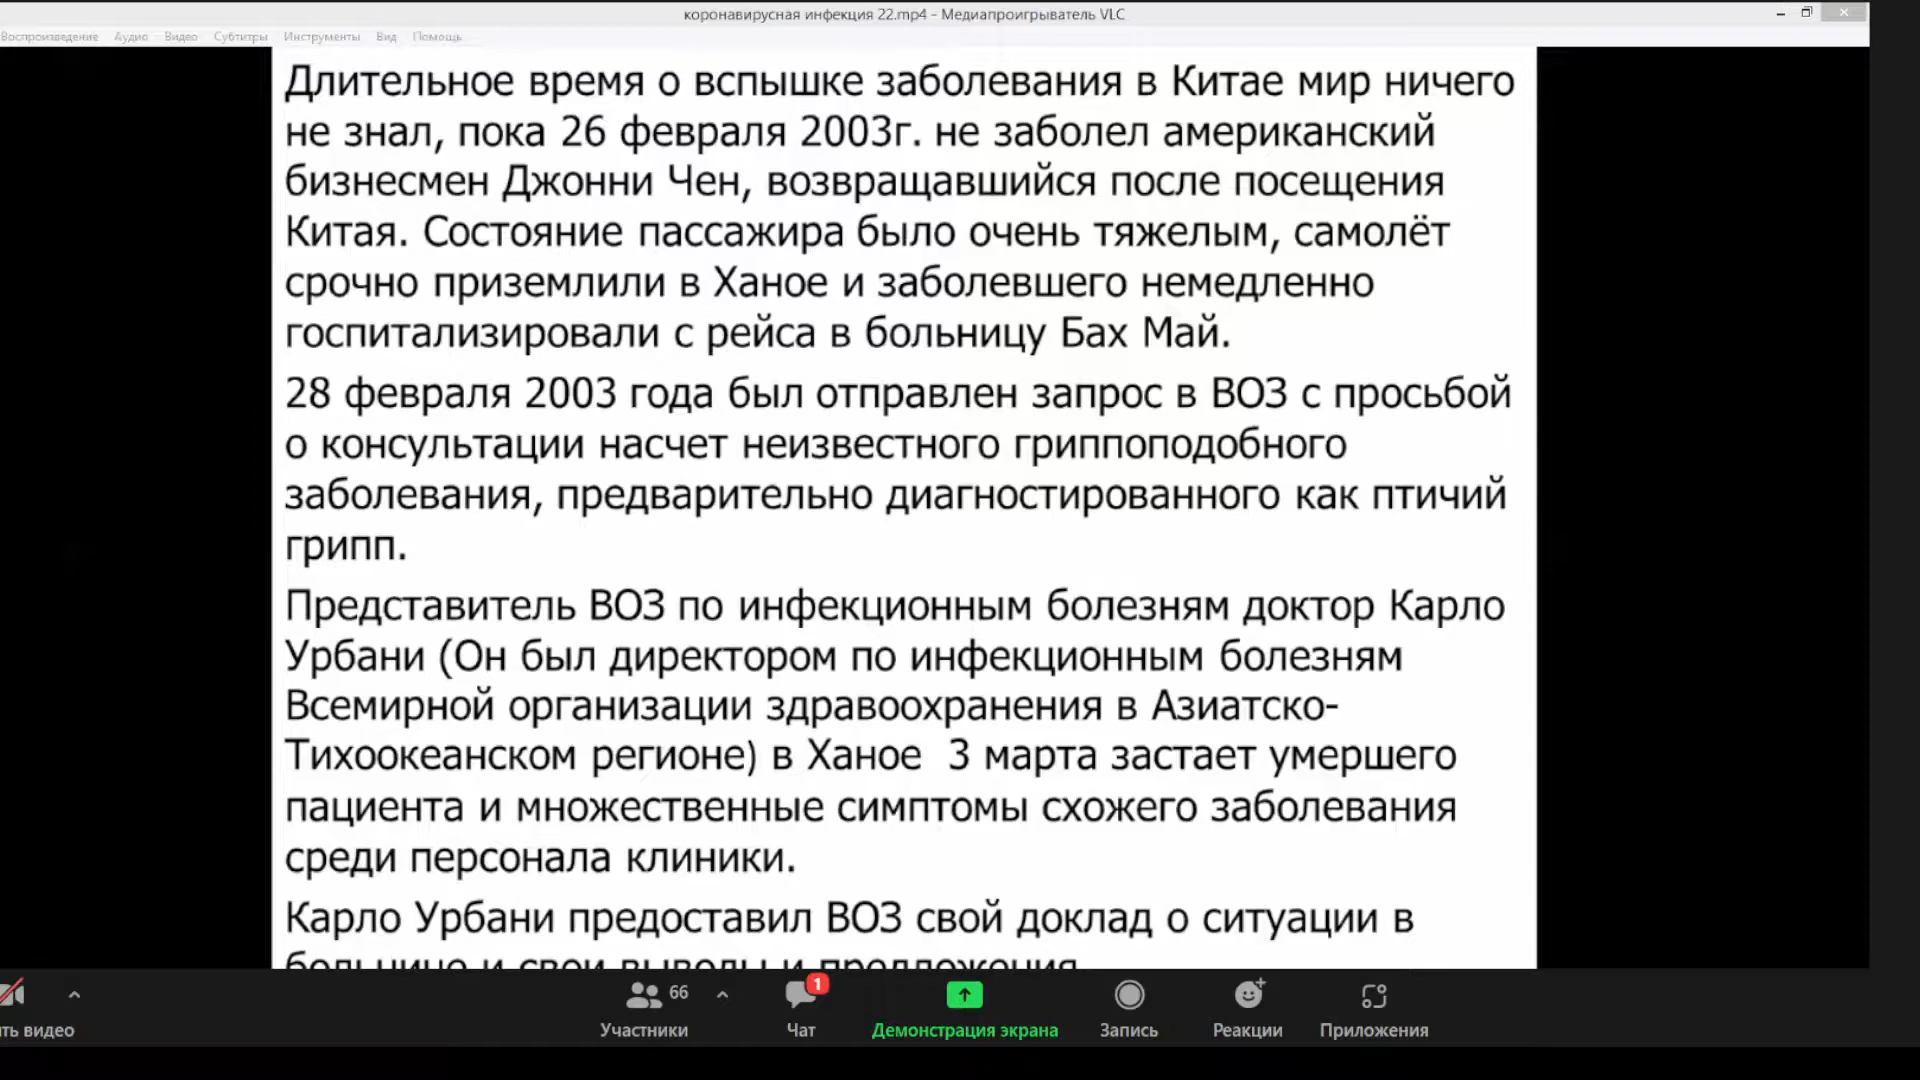 коронавирусная инфекция 22.mp4 - Медиапроигрыватель VLC
Воспроизведение Аудио Видео Субтитры Инструменты Вид Помощь
Длительное время о вспышке заболевания в Китае мир ничего
не знал, пока 26 февраля 2003г. не заболел американский
бизнесмен Джонни Чен, возвращавшийся после посещения
Китая. Состояние пассажира было очень тяжелым, самолёт
срочно приземлили в Ханое и заболевшего немедленно
госпитализировали с рейса в больницу Бах Май.
28 февраля 2003 года был отправлен запрос в ВОЗ с просьбой
о консультации насчет неизвестного гриппоподобного
заболевания, предварительно диагностированного как птичий
грипп.
Представитель ВОЗ по инфекционным болезням доктор Карло
Урбани (Он был директором по инфекционным болезням
Всемирной организации здравоохранения в Азиатско-
Тихоокеанском регионе) в Ханое 3 марта застает умершего
пациента и множественные симптомы схожего заболевания
среди персонала клиники.
Карло Урбани предоставил ВОЗ свой доклад о ситуации в
больнице и свои выводы и предложения
66
1
ть видео
Участники
Чат
Демонстрация экрана
Запись
Реакции
Приложения